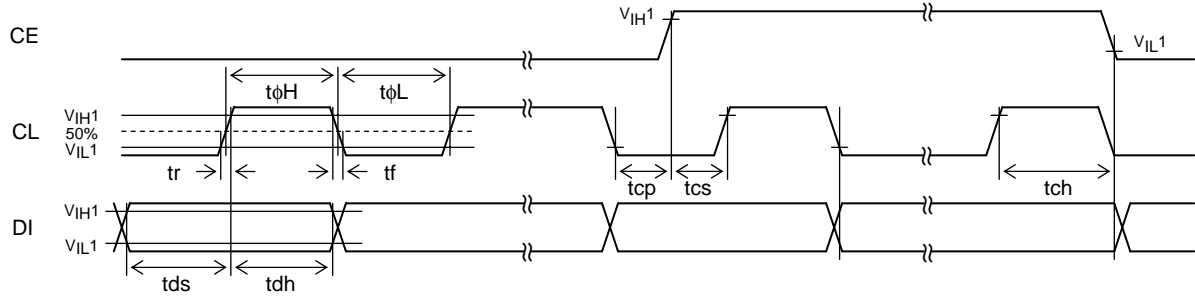 CE
VIH1
VIL1
tφH
tφL
CL
VIH1
50%
VIL1
tr
tf
tcp
tcs
tch
DI
VIH1
VIL1
tds
tdh